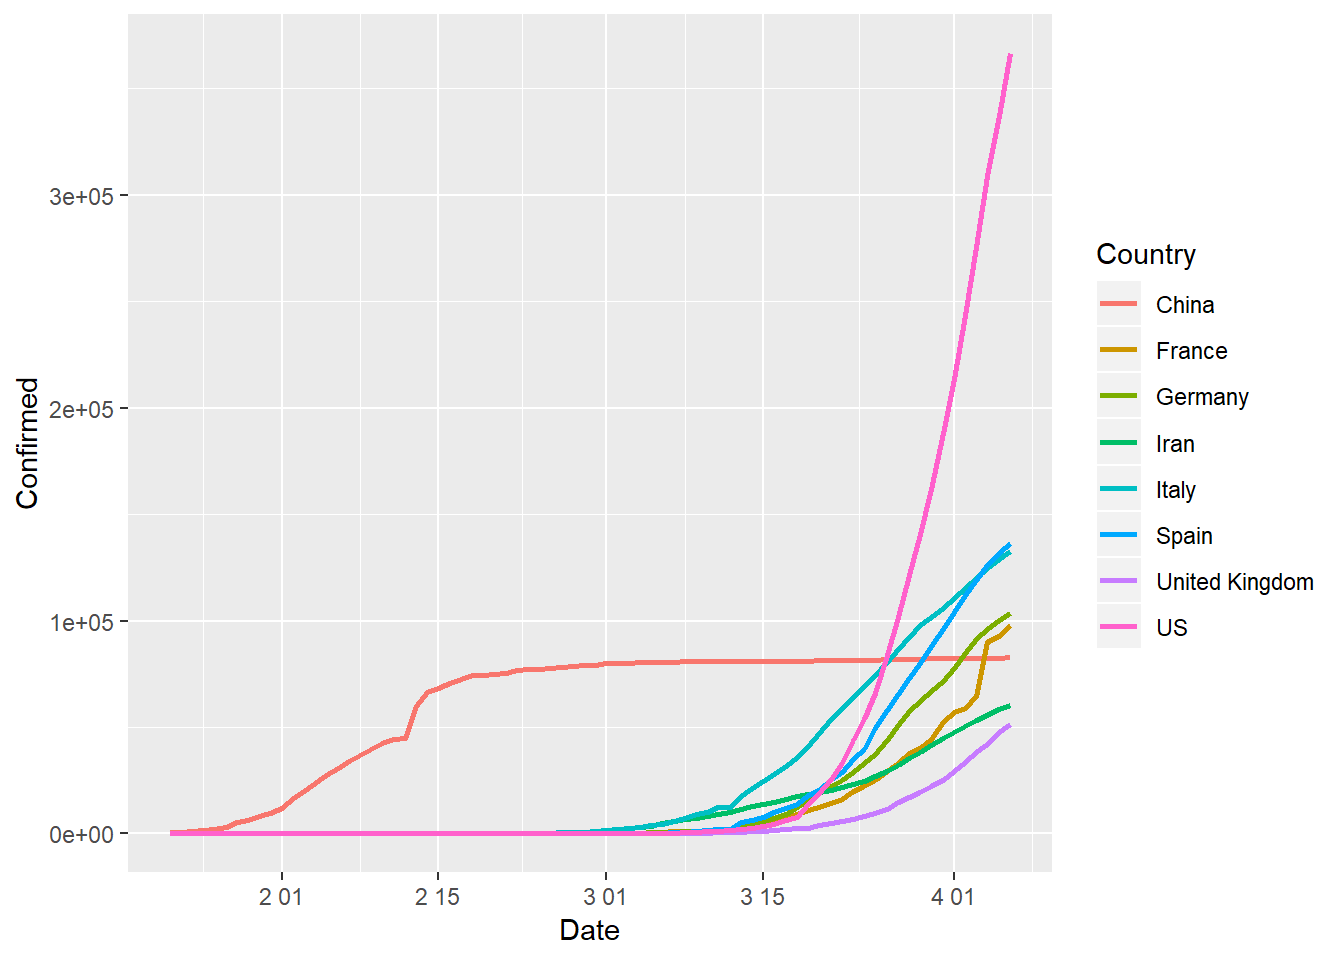 3e+05
2e+05
1e+05
0e+00
Confirmed
2 01 2 15 3 01 3 15 4 01
Date
Country
China
France
Germany
Iran
Italy
Spain
United Kingdom
US